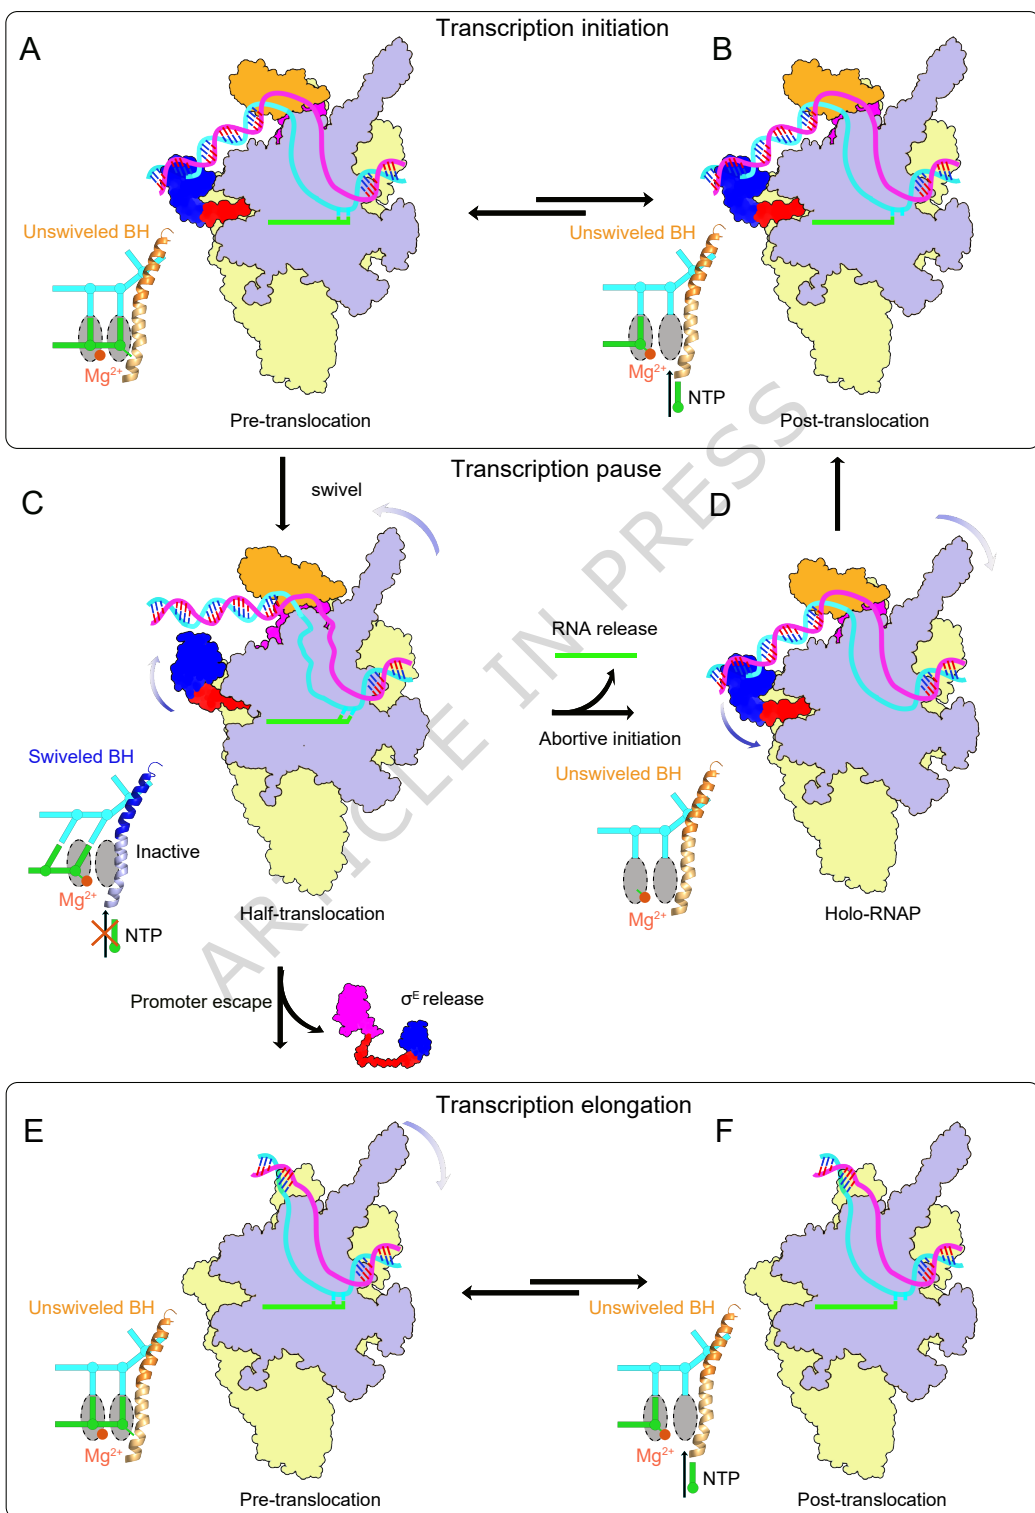 Transcription initiation
A
B
Unswiveled BH
Unswiveled BH
Mg²⁺
Mg²⁺
NTP
Pre-translocation
Post-translocation
Transcription pause
C
swivel
D
RNA release
Abortive initiation
Swiveled BH
Unswiveled BH
Inactive
Mg²⁺
NTP
Mg²⁺
Half-translocation
Holo-RNAP
Promoter escape
σᴱ release
Transcription elongation
E
F
Unswiveled BH
Unswiveled BH
Mg²⁺
Mg²⁺
NTP
Pre-translocation
Post-translocation
ARTICLE IN PRESS